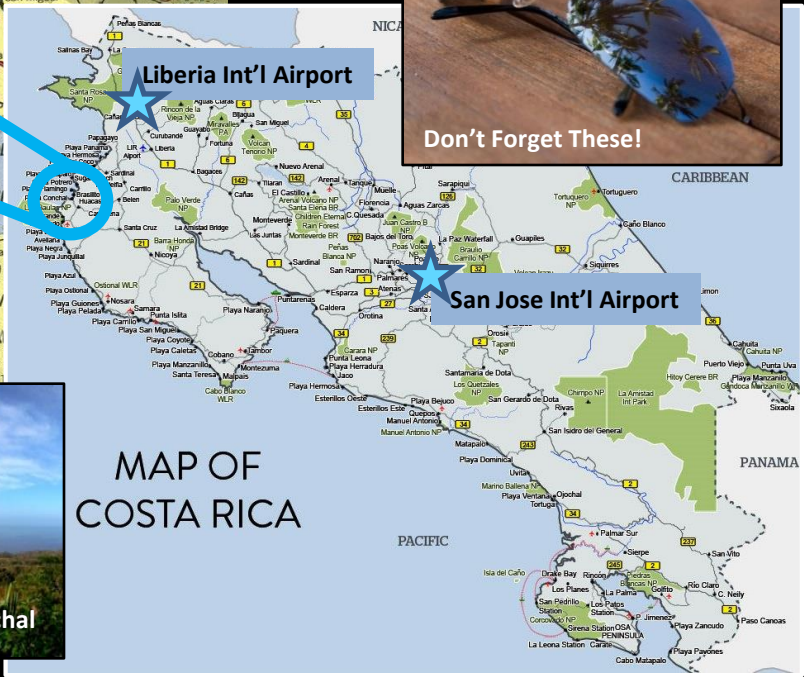 Peñas Blancas
NICA
Salinas Bay
Liberia Int'l Airport
Santa Rosa
NP
Rincon de la
Vieja NP
Aguas Claras
Bijagua
San Miguel
Miravalles
PA
Curubandé
Guayabo
Fortuna
Volcan
Tenorio NP
Papagayo
Playa Panama
Playa Hermosa
LIR
Liberia
Bagaces
Nuevo Arenal
Sardinal
Carrillo
Belen
Palo Verde
NP
Cañas
Tilaran
El Castillo
Arenal
Tanque
Muelle
Arenal Volcano NP
Santa Elena BR
Children Eternal
Rain Forest
Monteverde BR
Monteverde
Las Juntas
Florencia
C.Quesada
Aguas Zarcas
Juan Castro B
NP
Bajos del Toro
Peñas
Blanca NP
Santa Cruz
La Amistad Bridge
Barra Honda
NP
Nicoya
Sardinal
San Ramon
Naranjo
Palmares
Atenas
Don't Forget These!
Sarapiqui
La Paz Waterfall
Braulio
Carrillo NP
Guapiles
Tortuguero
NP
Tortuguero
CARIBBEAN
Caño Blanco
Siquirres
San Jose Int'l Airport
Limon
Avellana
Playa Negra
Playa Junquillal
Playa Azul
Playa Ostional
Ostional WLR
Playa Guiones
Playa Pelada
Nosara
Samara
Playa Carrillo
Punta Islita
Playa San Miguel
Playa Coyote
Playa Caletas
Playa Manzanillo
Santa Teresa
Malpais
Cobano
Tambor
Montezuma
Cabo Blanco
WLR
Playa Naranjo
Paquera
Puntarenas
Esparza
Caldera
Orotina
Carara NP
Punta Leona
Playa Herradura
Jaco
Playa Hermosa
Esterillos Oeste
Esterillos Este
Playa Bejuco
Quepos
Manuel Antonio
Manuel Antonio NP
Orosi
Tapanti
NP
Santamaria de Dota
Los Quetzales
NP
San Gerardo de Dota
Chirripo NP
Rivas
La Amistad
Int Park
San Isidro del General
Hitoy Cerere BR
Cahuita
Cahuita NP
Puerto Viejo
Punta Uva
Playa Manzanillo
Sixaola
Matapalo
Playa Dominical
Uvita
Marino Ballena NP
Playa Ventana
Tortuga
Ojochal
PANAMA
MAP OF
COSTA RICA
PACIFIC
Palmar Sur
Sierpe
San Vito
Isla del Caño
Drake Bay
Rincón
Piedras
Blancas NP
Rio Claro
Golfito
C. Neily
Los Planes
La Palma
San Pedrillo
Station
Los Patos
Station
P. Jimenez
Playa Zancudo
Paso Canoas
Corcovado NP
Sirena Station
OSA
PENINSULA
La Leona Station
Carate
Playa Pavones
Cabo Matapalo
chal